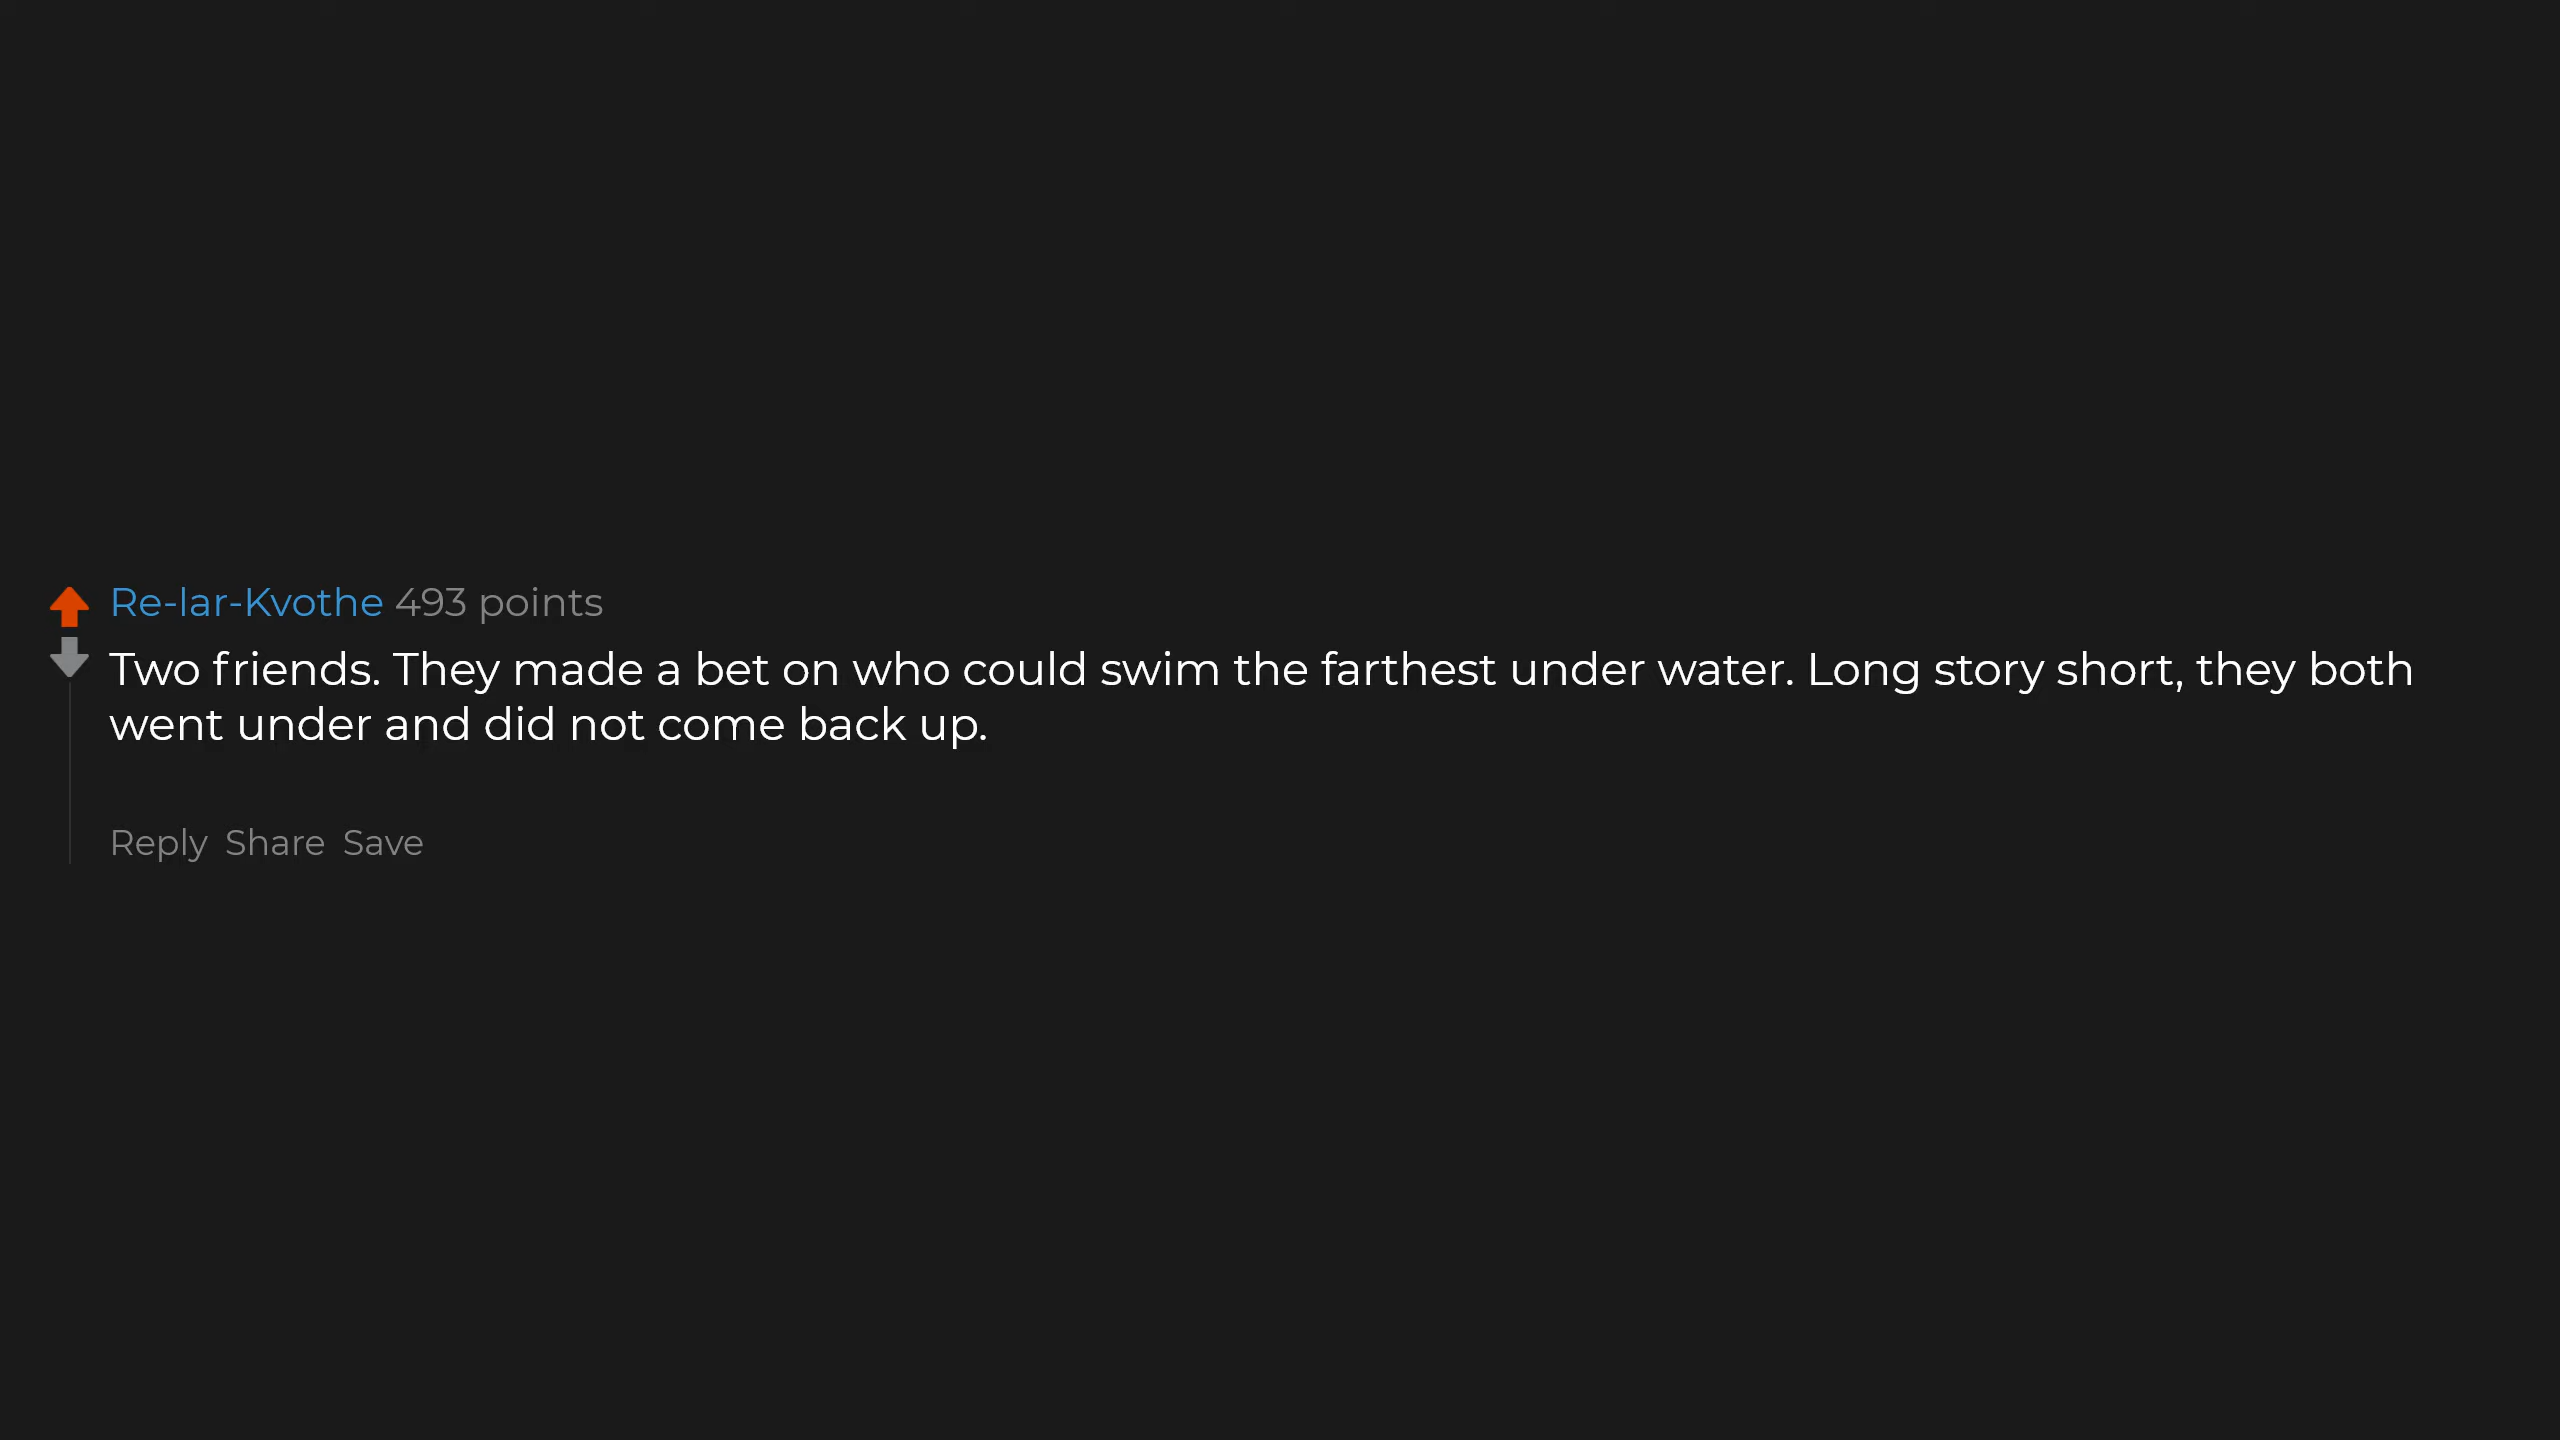 Re-lar-Kvothe 493 points
Two friends. They made a bet on who could swim the farthest under water. Long story short, they both
went under and did not come back up.
Reply Share Save